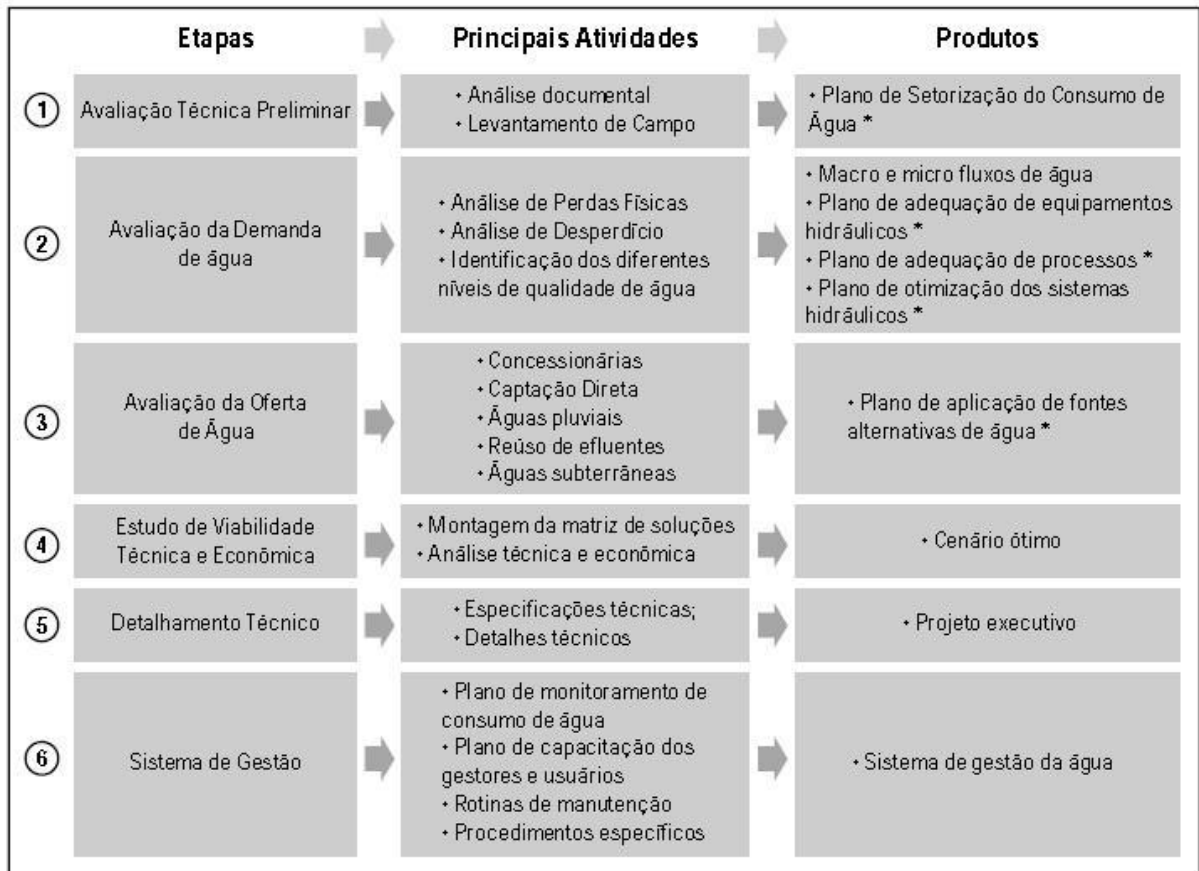 Etapas
Principais Atividades
Produtos
1
Avaliação Técnica Preliminar
• Análise documental
• Levantamento de Campo
• Plano de Setorização do Consumo de
Água *
2
Avaliação da Demanda
de água
• Análise de Perdas Físicas
• Análise de Desperdício
• Identificação dos diferentes
níveis de qualidade de água
• Macro e micro fluxos de água
• Plano de adequação de equipamentos
hidráulicos *
• Plano de adequação de processos *
• Plano de otimização dos sistemas
hidráulicos *
3
Avaliação da Oferta
de Água
• Concessionárias
• Captação Direta
• Águas pluviais
• Reúso de efluentes
• Águas subterrâneas
• Plano de aplicação de fontes
alternativas de água *
4
Estudo de Viabilidade
Técnica e Econômica
• Montagem da matriz de soluções
• Análise técnica e econômica
• Cenário ótimo
5
Detalhamento Técnico
• Especificações técnicas;
• Detalhes técnicos
• Projeto executivo
6
Sistema de Gestão
• Plano de monitoramento de
consumo de água
• Plano de capacitação dos
gestores e usuários
• Rotinas de manutenção
• Procedimentos específicos
• Sistema de gestão da água